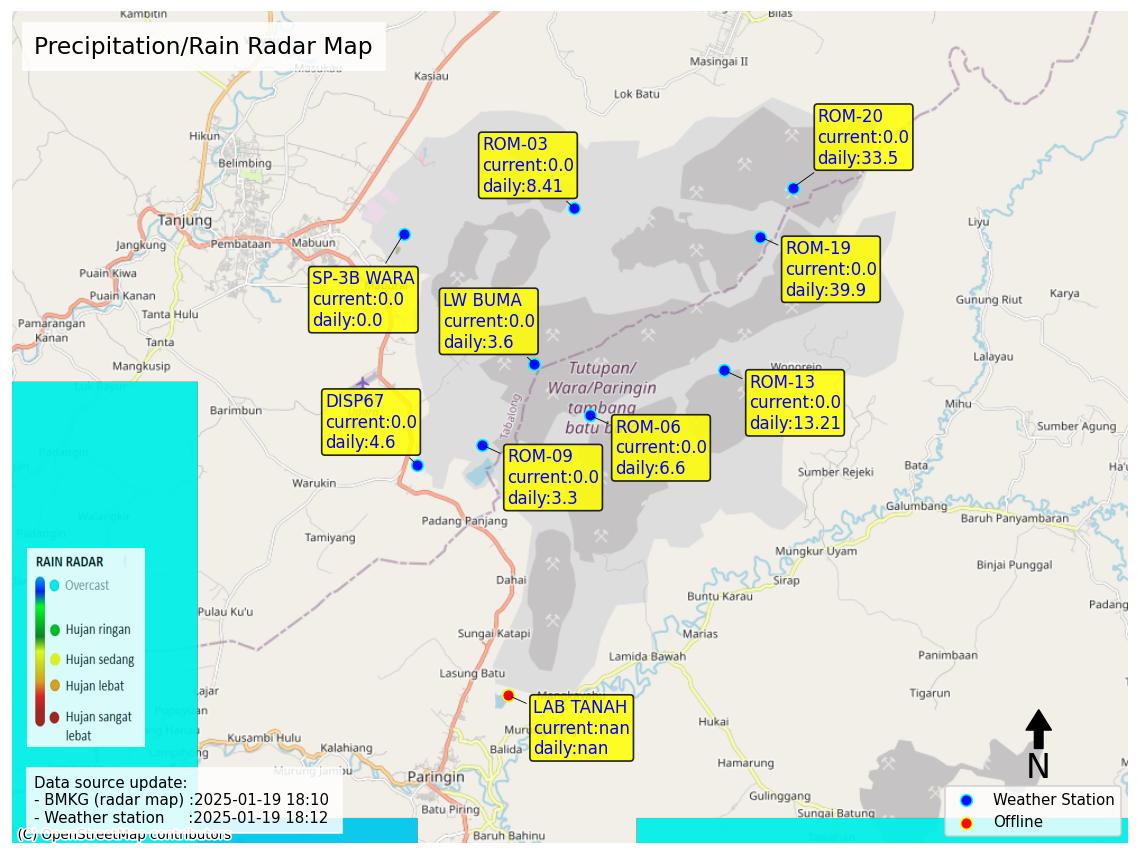 Kambitin
Bilas
Precipitation/Rain Radar Map
Masukau
Kasiau
Masingai II
Lok Batu
ROM-20
current:0.0
daily:33.5
Hikun
ROM-03
current:0.0
daily:8.41
Belimbing
Tanjung
Liyu
Jangkung
Pembataan
Mabuun
ROM-19
current:0.0
daily:39.9
Puain Kiwa
SP-3B WARA
current:0.0
daily:0.0
Puain Kanan
LW BUMA
current:0.0
daily:3.6
Gunung Riut
Karya
Tanta Hulu
Pamarangan
Kanan
Tanta
Mangkusip
Lalayau
Tutupan/
Wara/Paringin
tambang
batu
Wonorejo
ROM-13
current:0.0
daily:13.21
Barimbun
DISP67
current:0.0
daily:4.6
Tabalong
Mihu
ROM-06
current:0.0
daily:6.6
Sumber Agung
Padangin
ROM-09
current:0.0
daily:3.3
Warukin
Sumber Rejeki
Bata
Galumbang
Padang Panjang
Baruh Panyambaran
Tamiyang
Mungkur Uyam
Binjai Punggal
RAIN RADAR
Overcast
Hujan ringan
Hujan sedang
Hujan lebat
Hujan sangat
lebat
Dahai
Sirap
Buntu Karau
Pulau Ku'u
Padang
Sungai Katapi
Marias
Lamida Bawah
Panimbaan
Lasung Batu
Tigarun
LAB TANAH
current:nan
daily:nan
Hukai
Kusambi Hulu
Kalahiang
Balida
Hamarung
N
Murung Jambu
Paringin
Data source update:
- BMKG (radar map) :2025-01-19 18:10
- Weather station :2025-01-19 18:12
Gulinggang
Weather Station
Offline
Batu Piring
Sungai Batung
(C) OpenStreetMap contributors
Baruh Bahinu